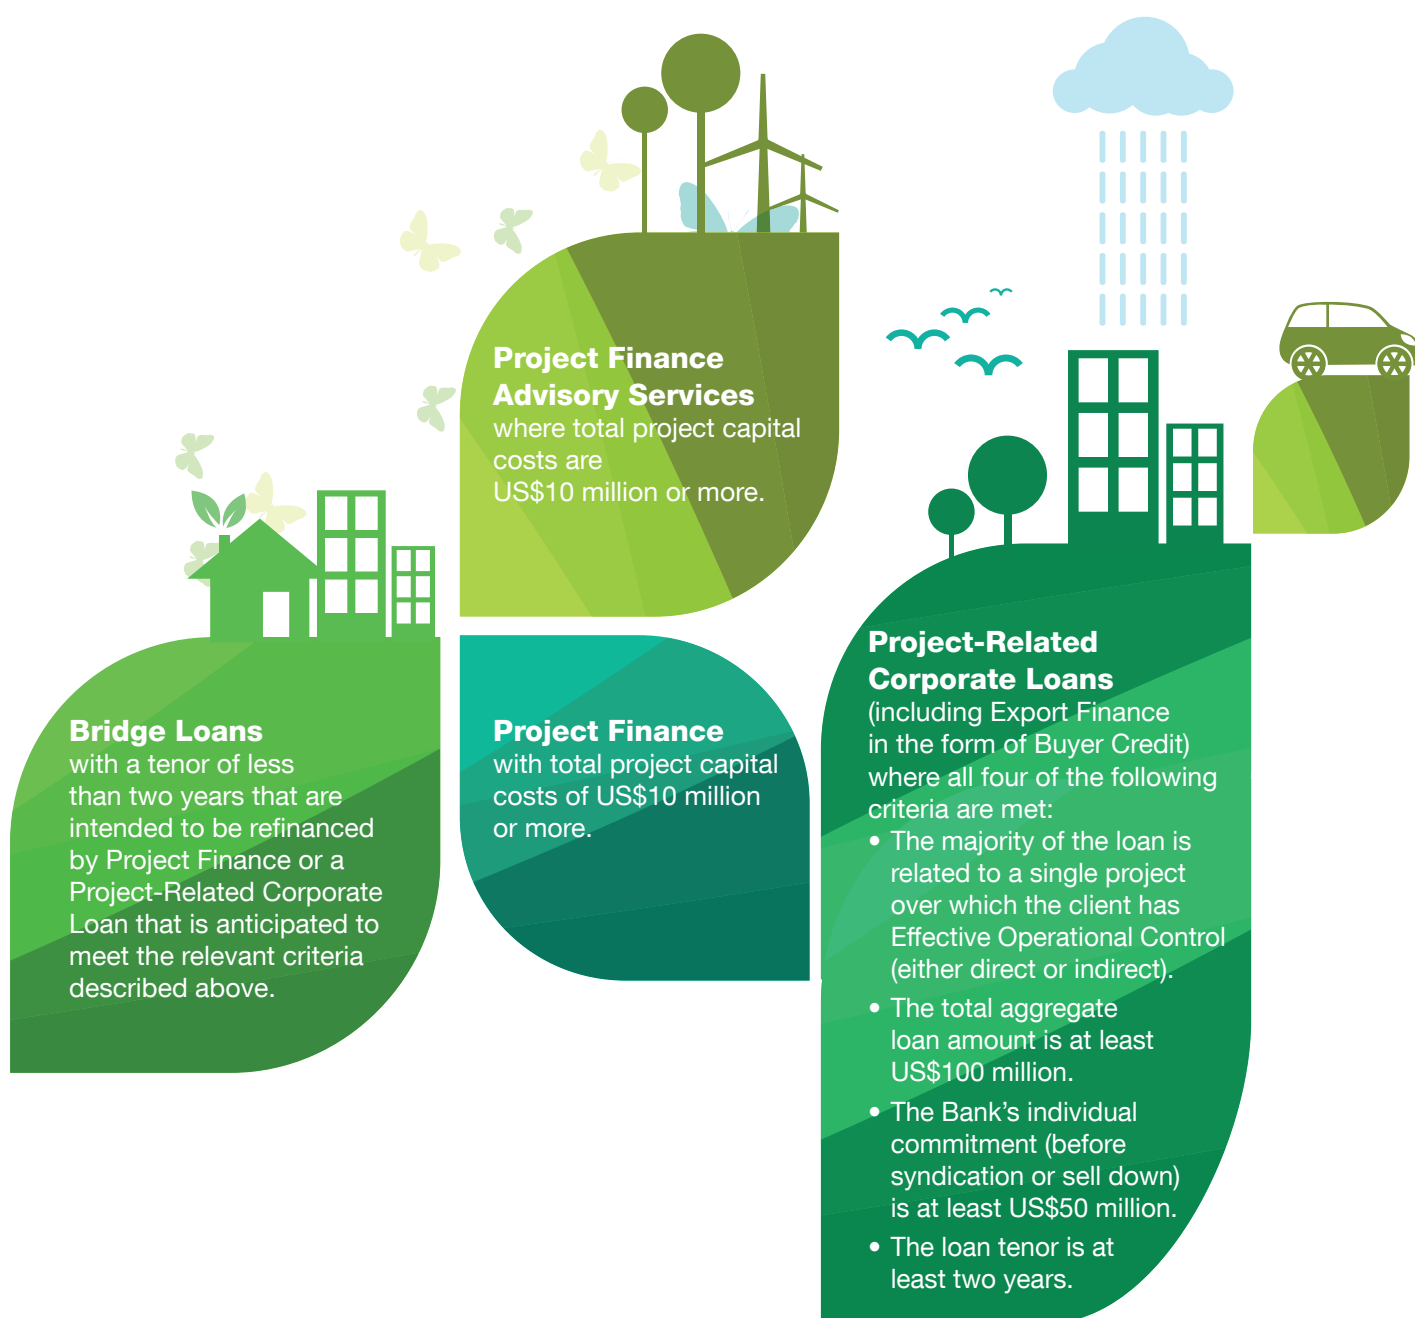 Project Finance
Advisory Services
where total project capital
costs are
US$10 million or more.
Bridge Loans
with a tenor of less
than two years that are
intended to be refinanced
by Project Finance or a
Project-Related Corporate
Loan that is anticipated to
meet the relevant criteria
described above.
Project Finance
with total project capital
costs of US$10 million
or more.
Project-Related
Corporate Loans
(including Export Finance
in the form of Buyer Credit)
where all four of the following
criteria are met:
• The majority of the loan is
related to a single project
over which the client has
Effective Operational Control
(either direct or indirect).
• The total aggregate
loan amount is at least
US$100 million.
• The Bank’s individual
commitment (before
syndication or sell down)
is at least US$50 million.
• The loan tenor is at
least two years.